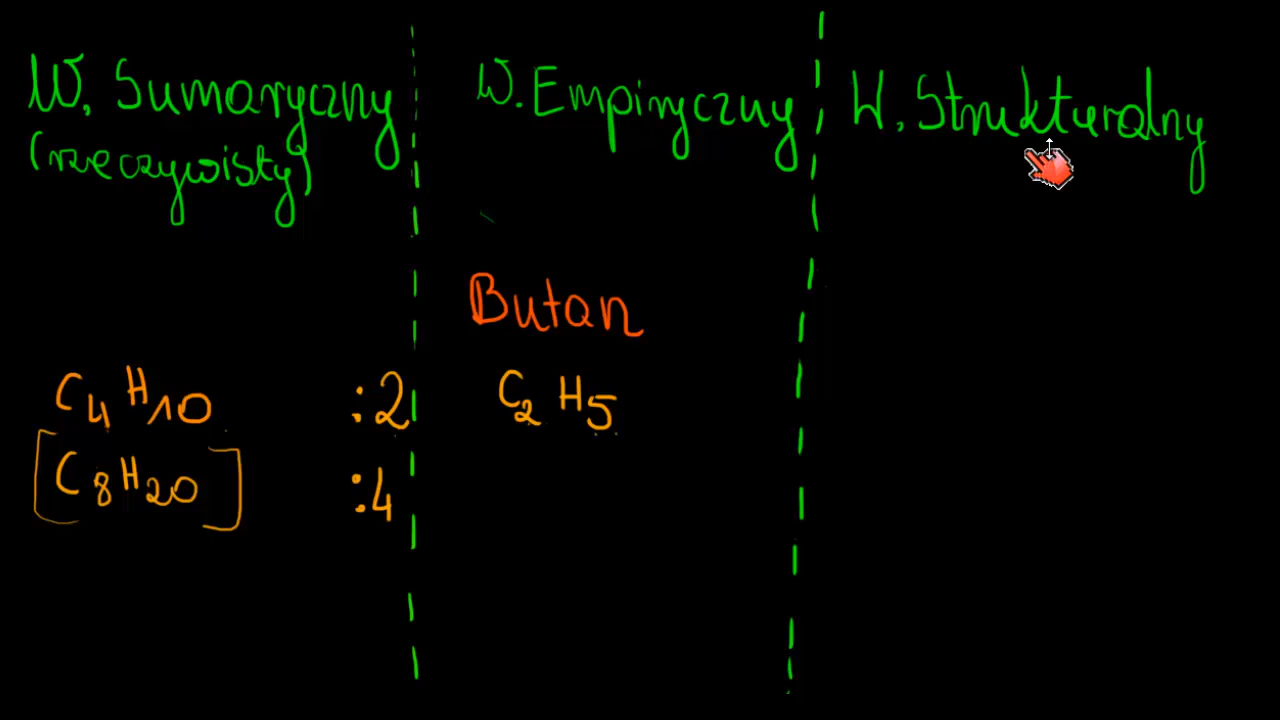 W. Sumaryczny
(rzeczywisty)
W. Empiryczny
W. Strukturalny
Butan
C4H10 :2 C2H5
[C8H20] :4